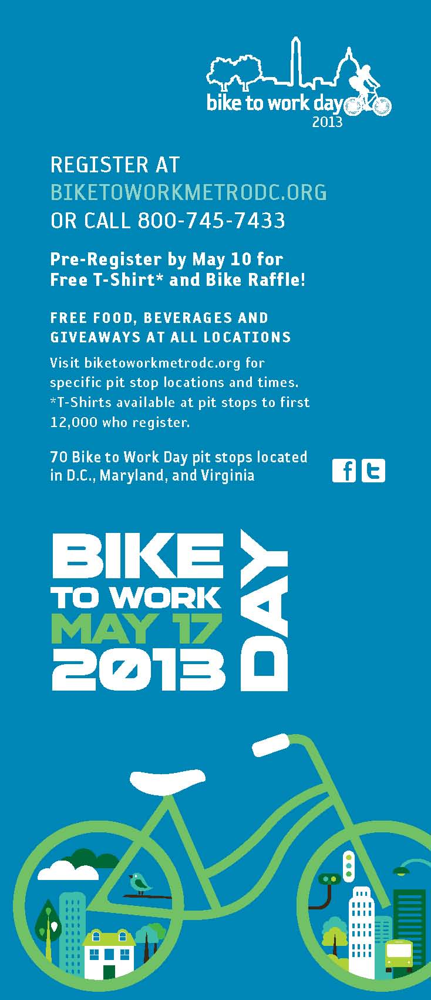 bike to work day
2013
REGISTER AT
BIKETOWORKMETRODC.ORG
OR CALL 800-745-7433
Pre-Register by May 10 for
Free T-Shirt* and Bike Raffle!
FREE FOOD, BEVERAGES AND
GIVEAWAYS AT ALL LOCATIONS
Visit biketoworkmetrodc.org for
specific pit stop locations and times.
*T-Shirts available at pit stops to first
12,000 who register.
70 Bike to Work Day pit stops located
in D.C., Maryland, and Virginia
f t
BIKE
TO WORK
MAY 17
2013
DAY